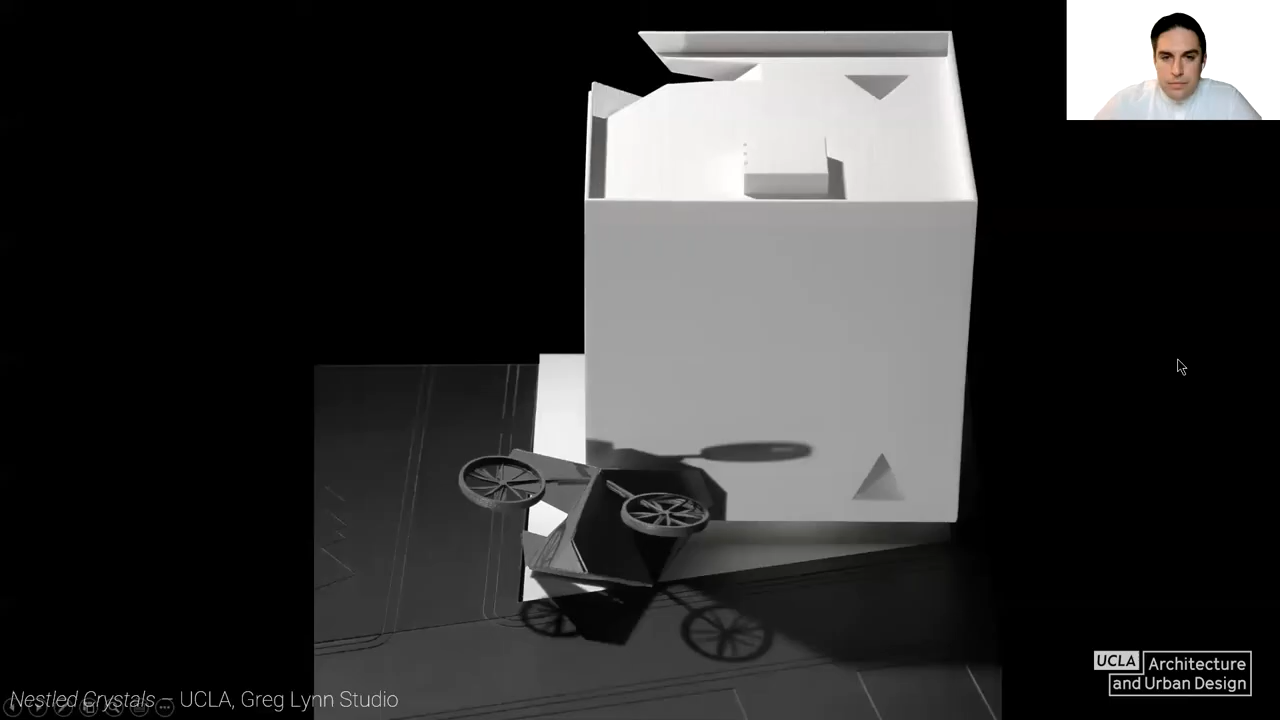 Nestled Crystals – UCLA, Greg Lynn Studio
UCLA Architecture
and Urban Design